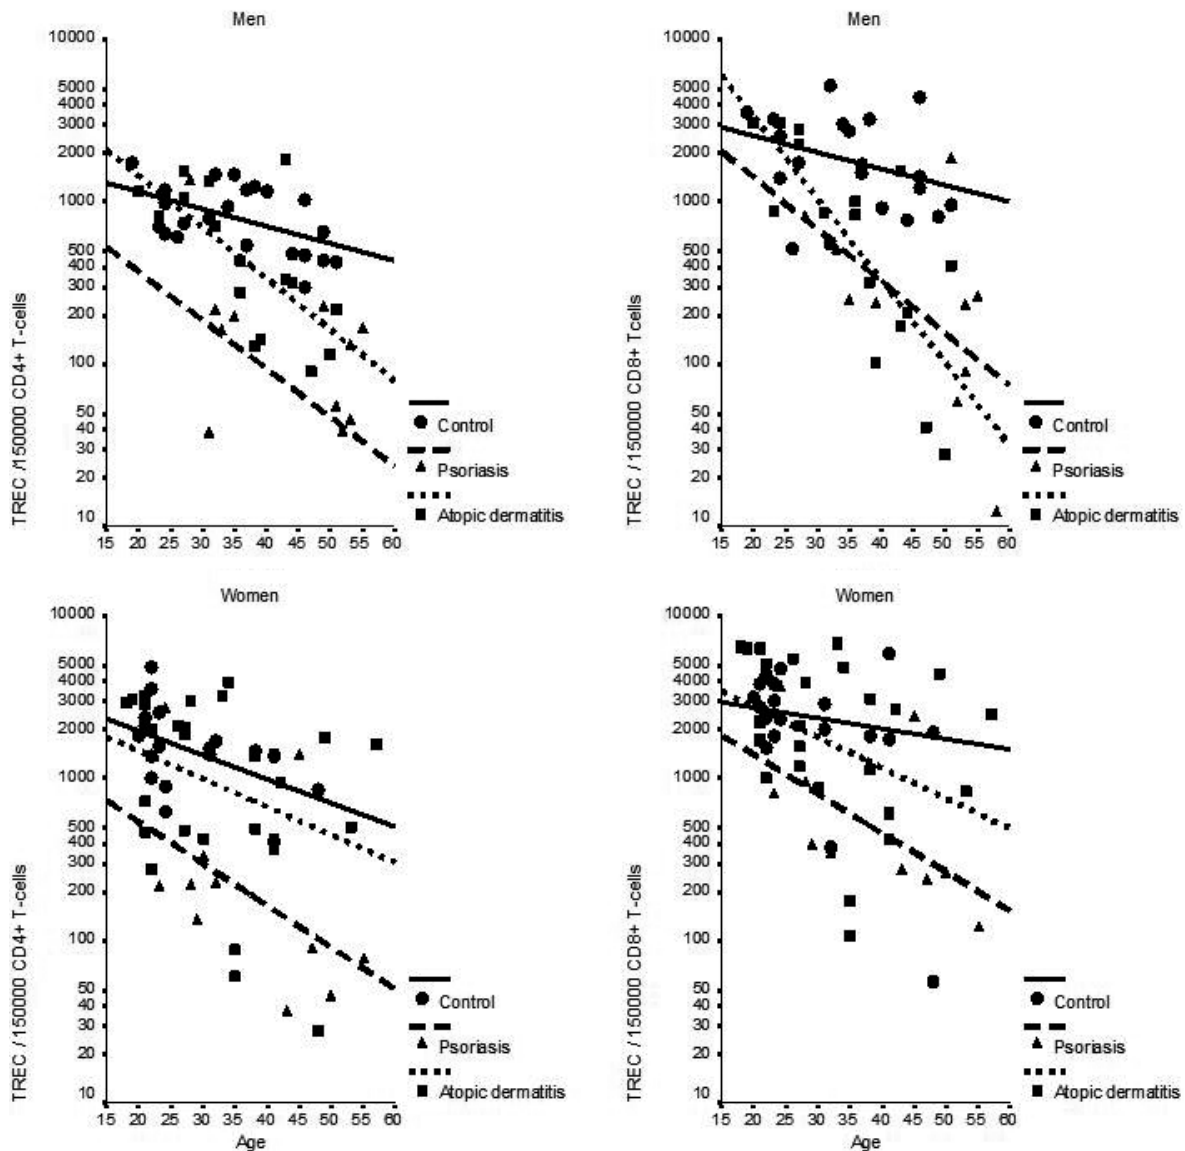 Men
10000
5000
4000
3000
2000
1000
500
400
300
200
100
50
40
30
20
10
TREC /150000 CD4+ T-cells
15 20 25 30 35 40 45 50 55 60
Control
Psoriasis
Atopic dermatitis
Men
10000
5000
4000
3000
2000
1000
500
400
300
200
100
50
40
30
20
10
TREC / 150000 CD8+ Tcells
15 20 25 30 35 40 45 50 55 60
Control
Psoriasis
Atopic dermatitis
Women
10000
5000
4000
3000
2000
1000
500
400
300
200
100
50
40
30
20
10
TREC / 150000 CD4+ T-cells
15 20 25 30 35 40 45 50 55 60
Age
Control
Psoriasis
Atopic dermatitis
Women
10000
5000
4000
3000
2000
1000
500
400
300
200
100
50
40
30
20
10
TREC / 150000 CD8+ T-cells
15 20 25 30 35 40 45 50 55 60
Age
Control
Psoriasis
Atopic dermatitis